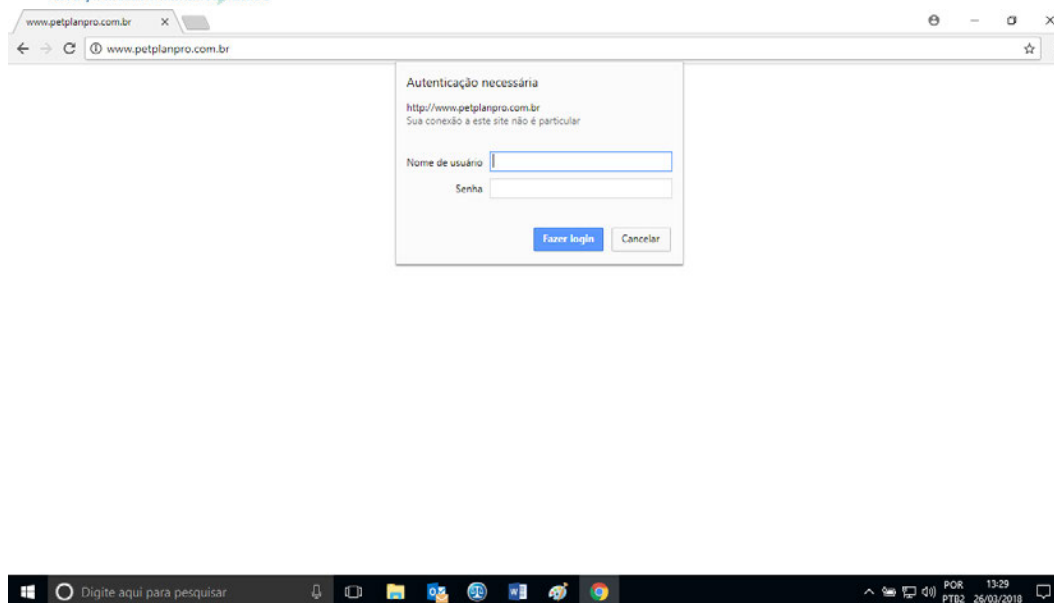 www.petplanpro.com.br
www.petplanpro.com.br
Autenticação necessária
http://www.petplanpro.com.br
Sua conexão a este site não é particular
Nome de usuário
Senha
Fazer login
Cancelar
Digite aqui para pesquisar
POR
PTB2
13:29
26/03/2018